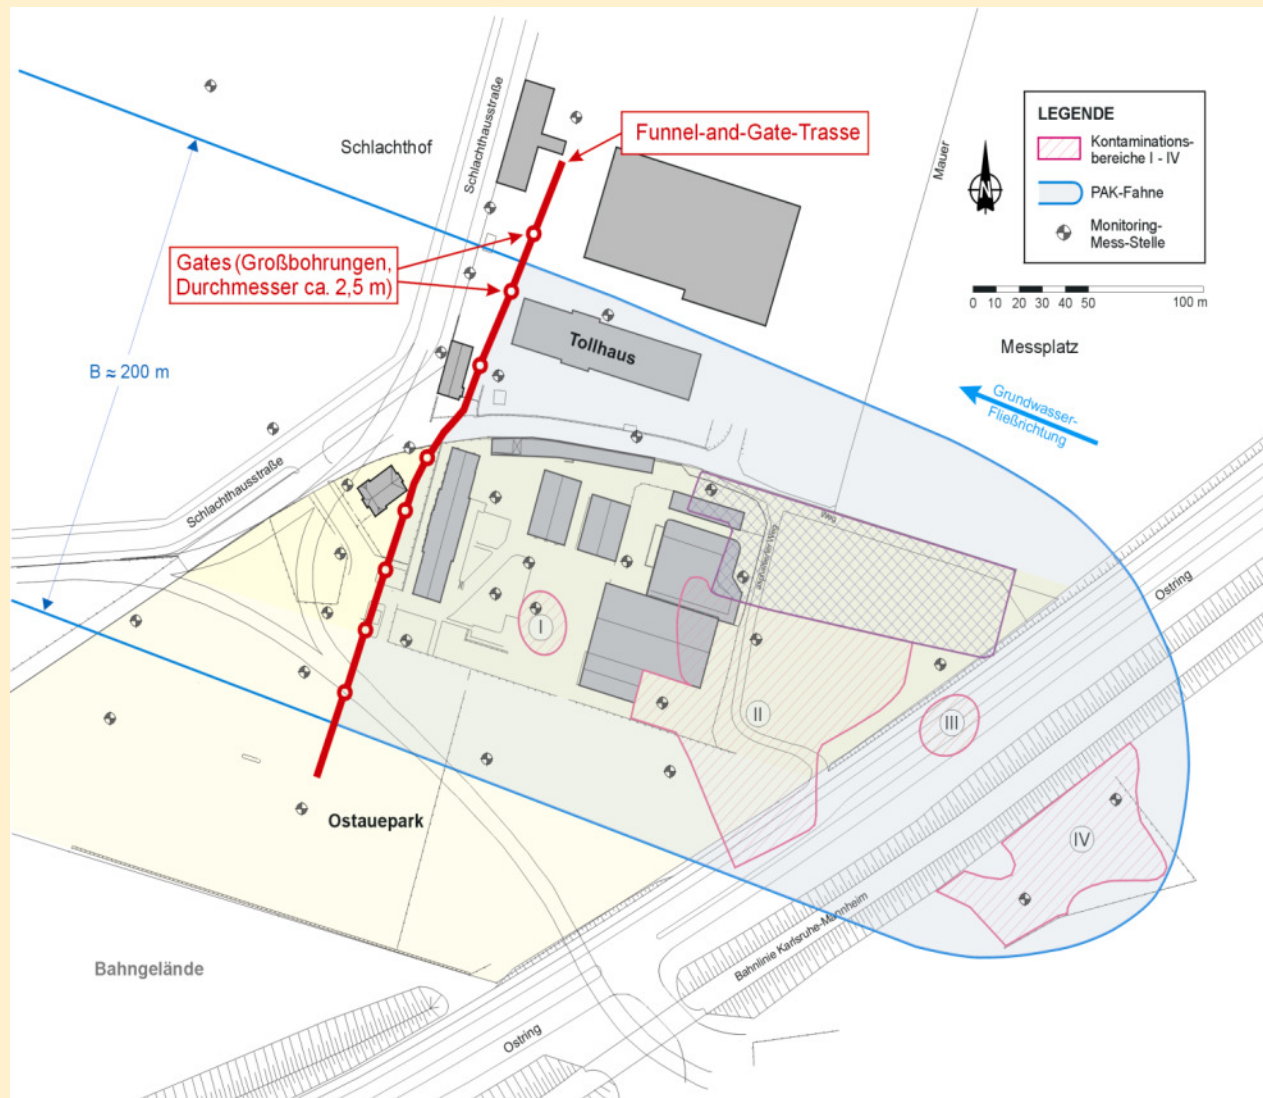 Schlachthof
Schlachthausstraße
Funnel-and-Gate-Trasse
Mauer
LEGENDE
Kontaminations-
bereiche I - IV
PAK-Fahne
Monitoring-
Mess-Stelle
N
0 10 20 30 40 50 100 m
Messplatz
Gates (Großbohrungen,
Durchmesser ca. 2,5 m)
Tollhaus
B ≈ 200 m
Grundwasser-
Fließrichtung
Schlachthausstraße
Weg
Ostring
I
II
III
IV
Ostauepark
Bahngelände
Bahnlinie Karlsruhe-Mannheim
Ostring